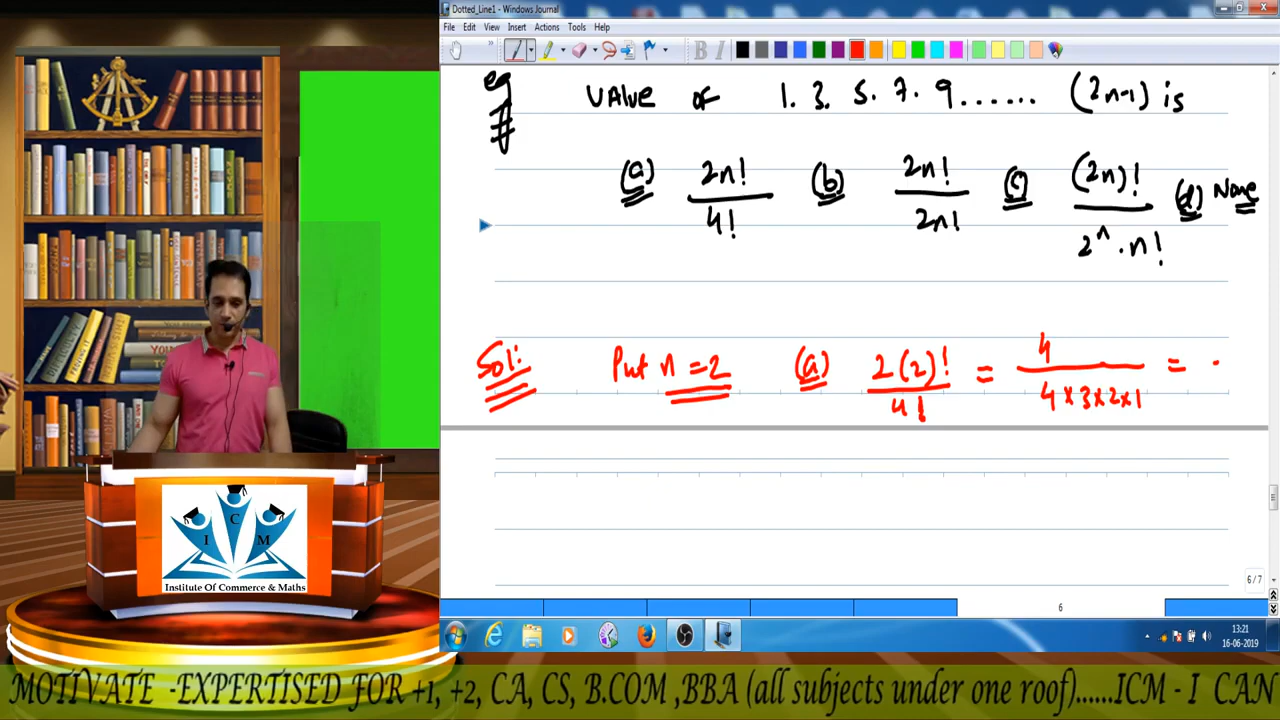 Dotted_Line1 - Windows Journal
File Edit View Insert Actions Tools Help
eg
VALUE OF 1. 3. 5. 7. 9...... (2n-1) is
(a) 2n!/4! (b) 2n!/2n! (c) (2n)!/2^n · n! (d) None
Sol: Put n = 2 (a) 2(2)!/4! = 4/4×3×2×1 = .
I C M
Institute Of Commerce & Maths
6/7
6
13:21
16-06-2019
MOTIVATE -EXPERTISED FOR +1, +2, CA, CS, B.COM ,BBA (all subjects under one roof)......ICM - I CAN